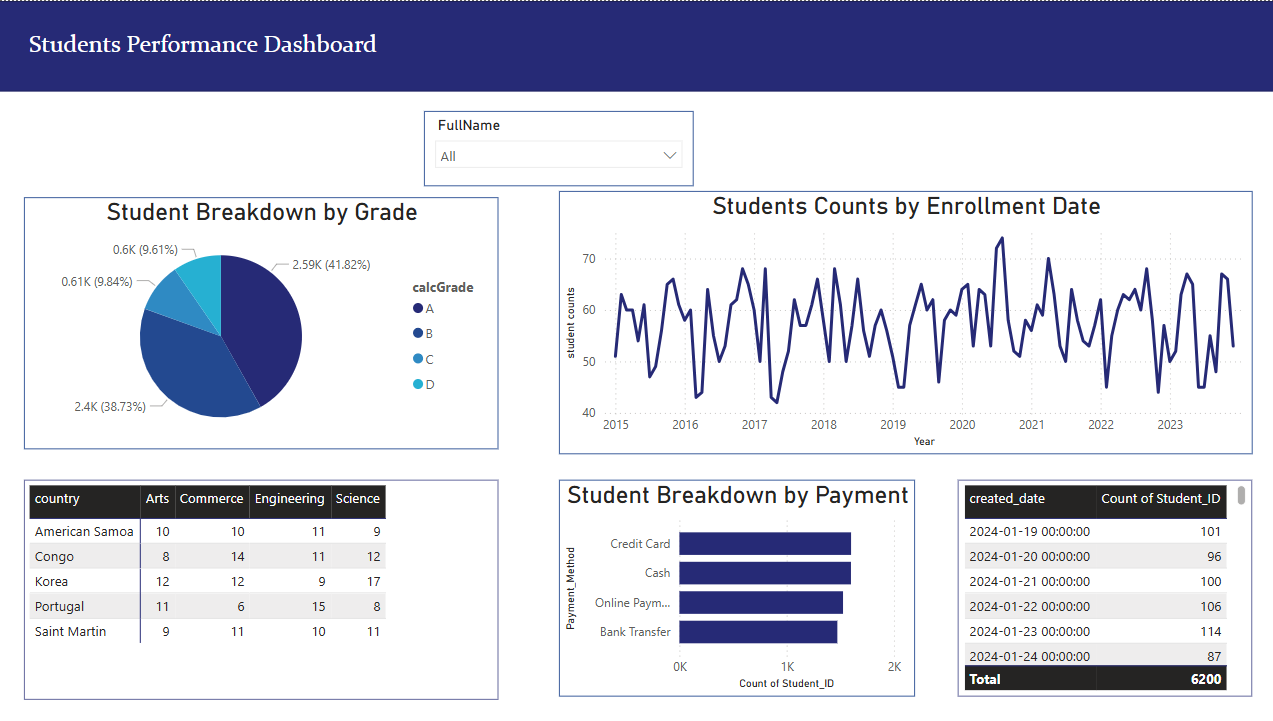 Students Performance Dashboard
FullName
All
Student Breakdown by Grade
0.6K (9.61%)
0.61K (9.84%)
2.59K (41.82%)
2.4K (38.73%)
calcGrade
A
B
C
D
Students Counts by Enrollment Date
student counts
70
60
50
40
2015 2016 2017 2018 2019 2020 2021 2022 2023
Year
country Arts Commerce Engineering Science
American Samoa 10 10 11 9
Congo 8 14 11 12
Korea 12 12 9 17
Portugal 11 6 15 8
Saint Martin 9 11 10 11
Student Breakdown by Payment
Payment_Method
Credit Card
Cash
Online Paym...
Bank Transfer
0K 1K 2K
Count of Student_ID
created_date Count of Student_ID
2024-01-19 00:00:00 101
2024-01-20 00:00:00 96
2024-01-21 00:00:00 100
2024-01-22 00:00:00 106
2024-01-23 00:00:00 114
2024-01-24 00:00:00 87
Total 6200